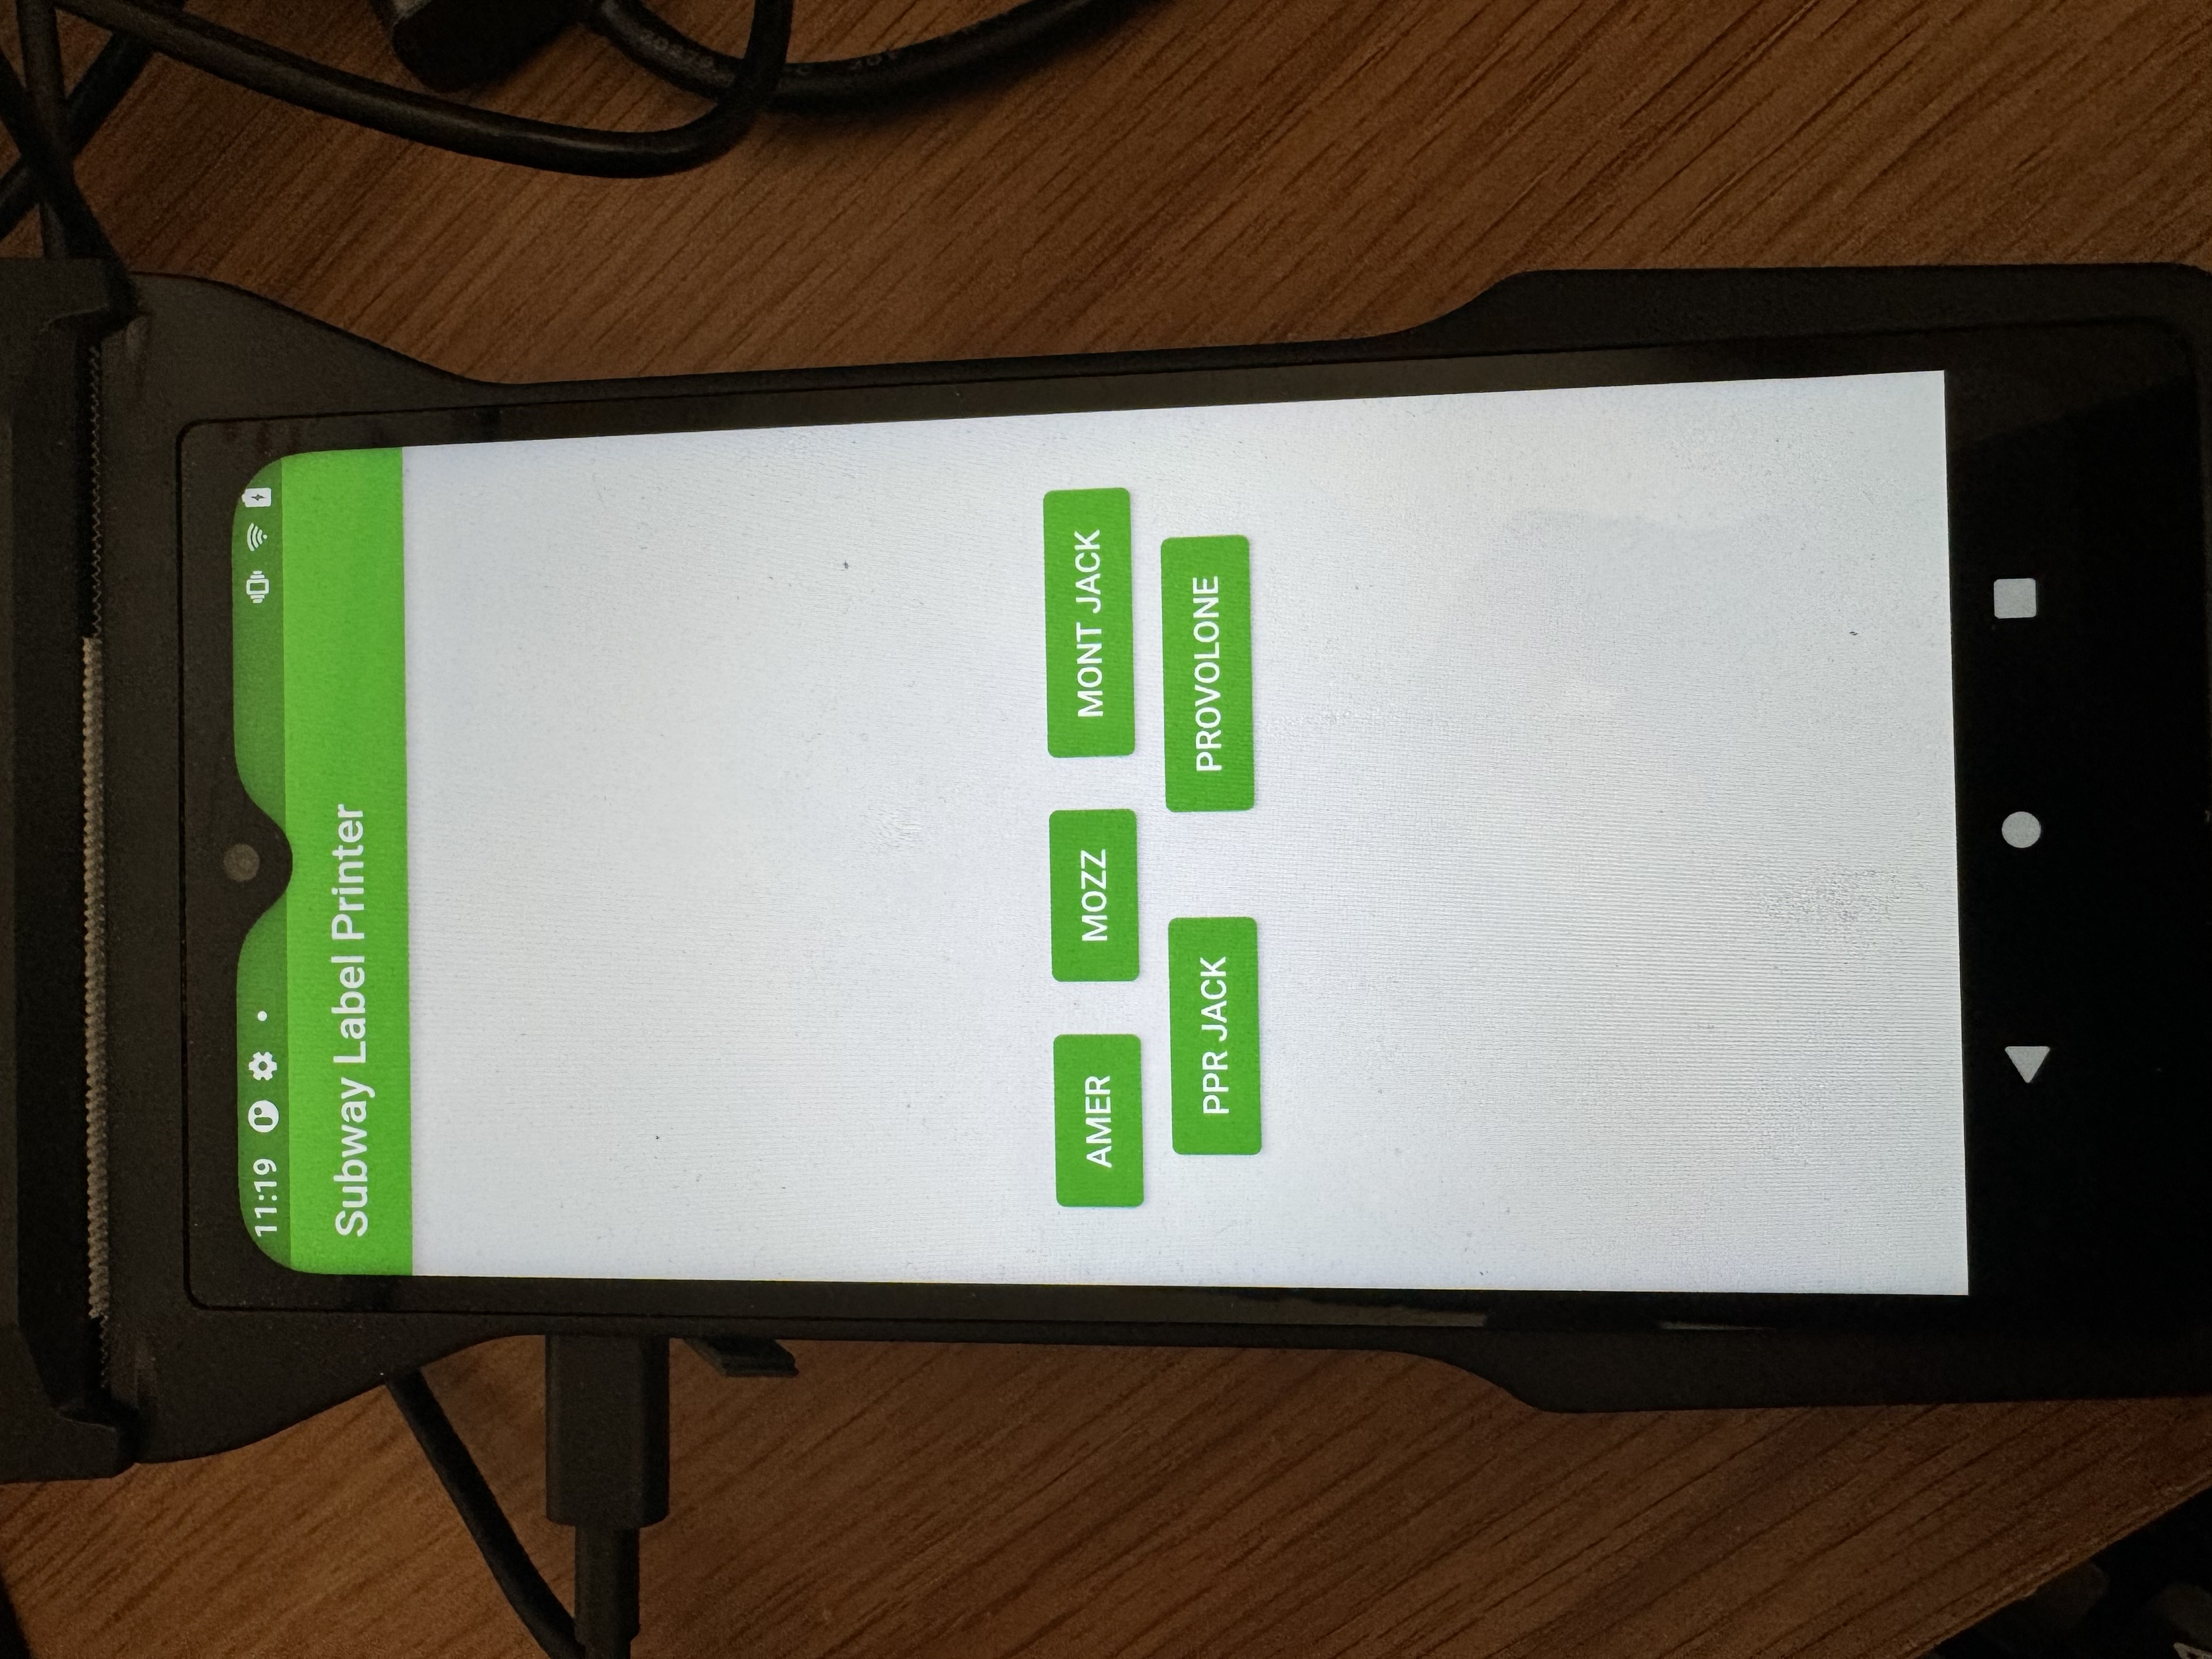 11:19
Subway Label Printer
AMER MOZZ MONT JACK
PPR JACK PROVOLONE